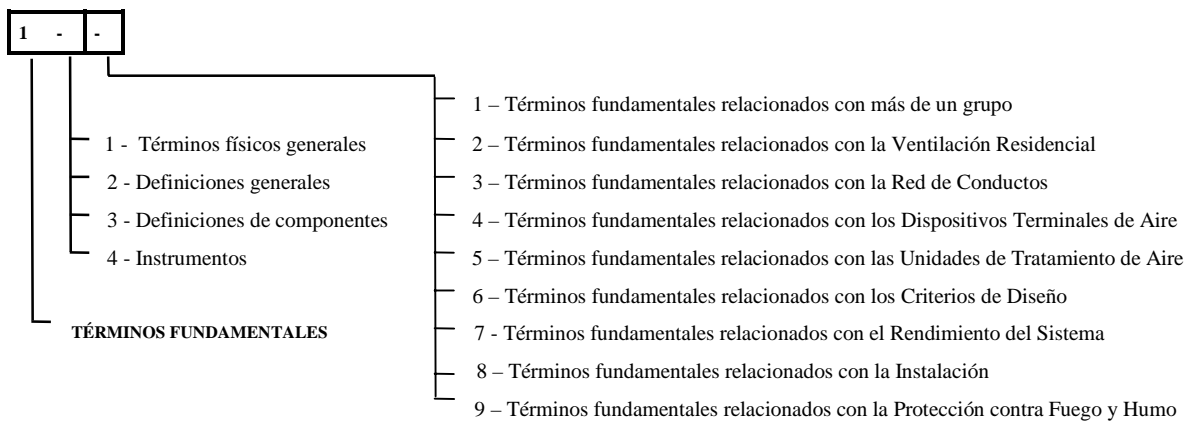 1 - -
1 – Términos fundamentales relacionados con más de un grupo
1 - Términos físicos generales
2 – Términos fundamentales relacionados con la Ventilación Residencial
2 - Definiciones generales
3 – Términos fundamentales relacionados con la Red de Conductos
3 - Definiciones de componentes
4 – Términos fundamentales relacionados con los Dispositivos Terminales de Aire
4 - Instrumentos
5 – Términos fundamentales relacionados con las Unidades de Tratamiento de Aire
6 – Términos fundamentales relacionados con los Criterios de Diseño
TÉRMINOS FUNDAMENTALES
7 - Términos fundamentales relacionados con el Rendimiento del Sistema
8 – Términos fundamentales relacionados con la Instalación
9 – Términos fundamentales relacionados con la Protección contra Fuego y Humo